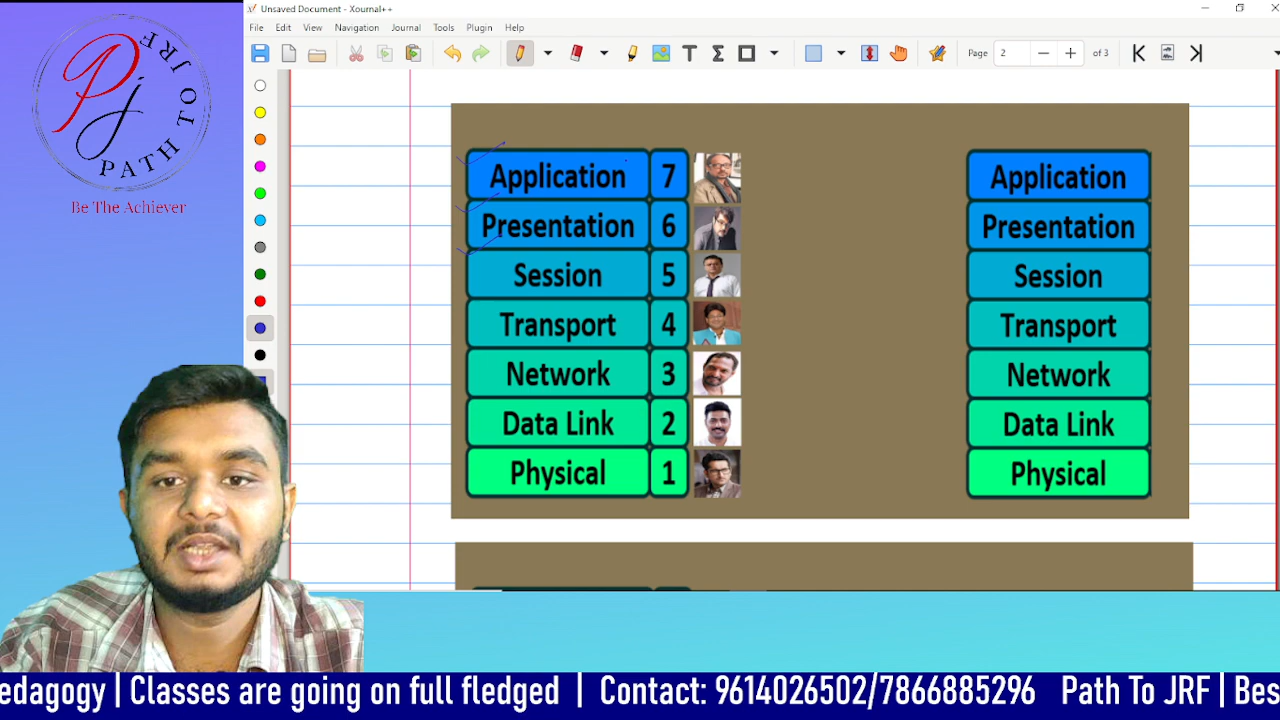 Unsaved Document - Xournal++
File Edit View Navigation Journal Tools Plugin Help
Page 2 of 3
PJ
PATH TO JRF
Be The Achiever
Application 7
Presentation 6
Session 5
Transport 4
Network 3
Data Link 2
Physical 1
Application
Presentation
Session
Transport
Network
Data Link
Physical
edagogy | Classes are going on full fledged | Contact: 9614026502/7866885296 Path To JRF | Bes